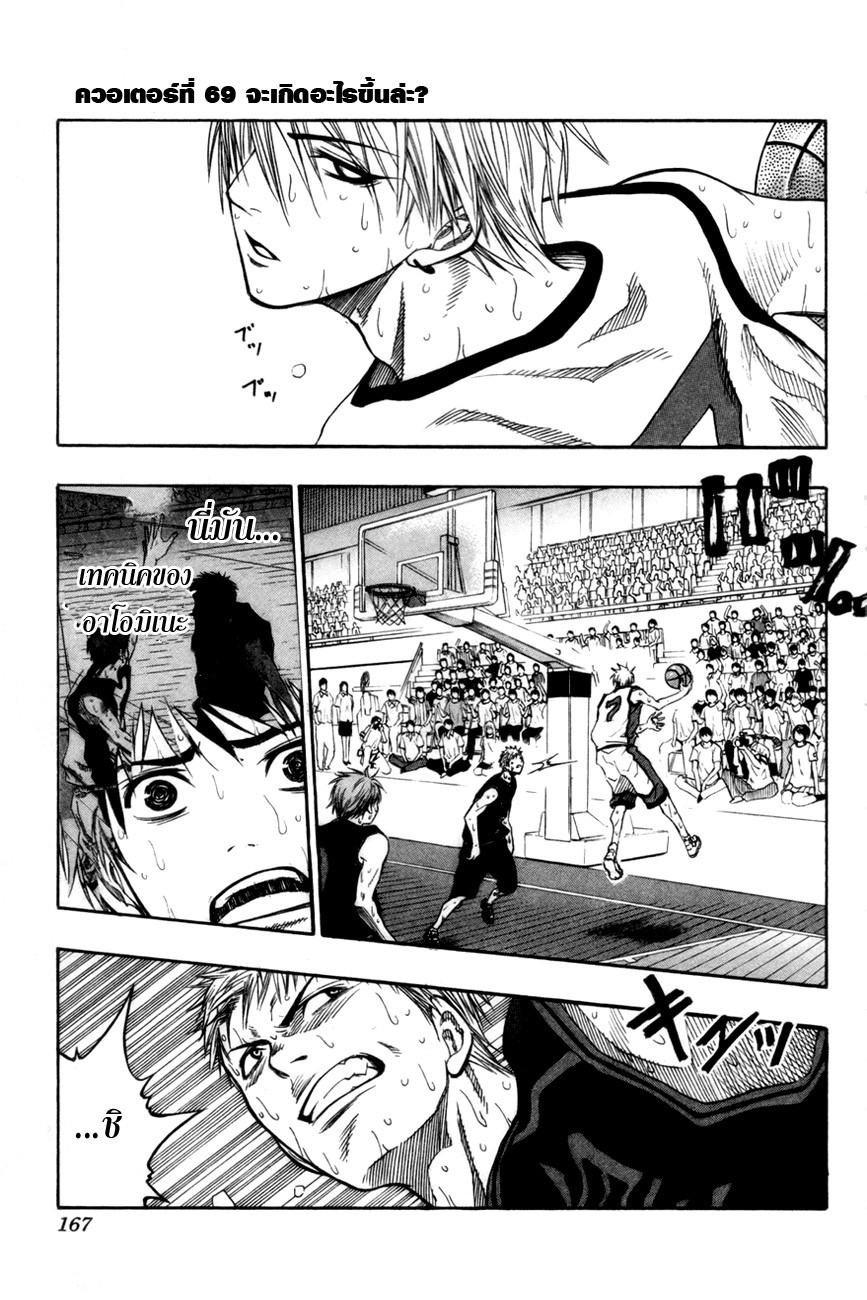 ควอเตอร์ที่ 69 จะเกิดอะไรขึ้นล่ะ?
ブッ
ブッ
นี่มัน...
เทคนิคของ
อาโอมิเนะ
7
キュッ
...ชิ
167